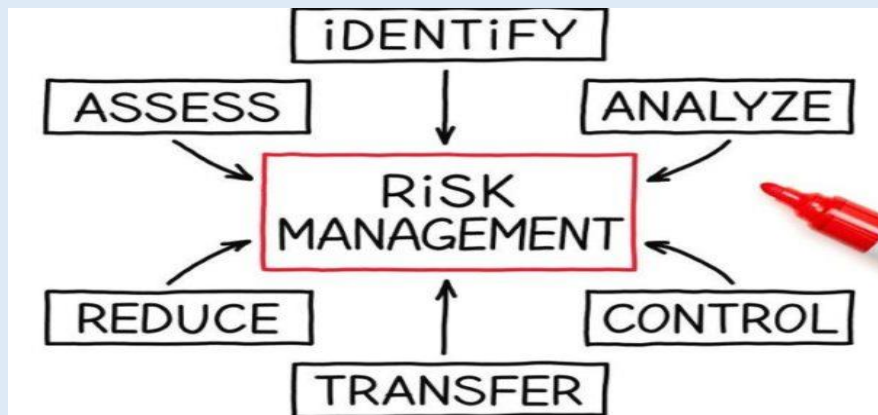 iDENTiFY
ASSESS
ANALYZE
RiSK
MANAGEMENT
REDUCE
CONTROL
TRANSFER